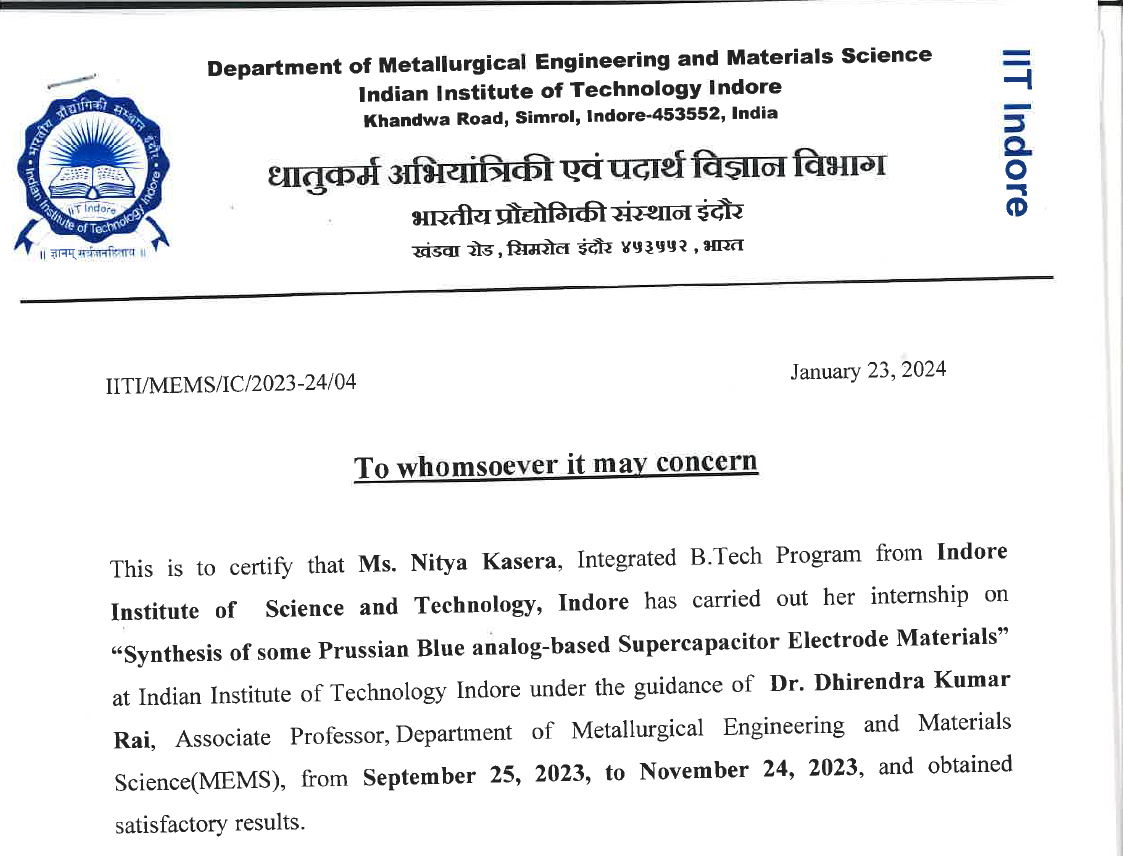 Department of Metallurgical Engineering and Materials Science
Indian Institute of Technology Indore
Khandwa Road, Simrol, Indore-453552, India
धातुकर्म अभियांत्रिकी एवं पदार्थ विज्ञान विभाग
भारतीय प्रौद्योगिकी संस्थान इंदौर
खंडवा रोड, सिमरोल इंदौर ४५३५५२, भारत
IIT Indore
भारतीय प्रौद्योगिकी संस्थान इंदौर
IIT Indore
Indian Institute of Technology Indore
॥ ज्ञानम् सर्वजनहिताय ॥
IITI/MEMS/IC/2023-24/04
January 23, 2024
To whomsoever it may concern
This is to certify that Ms. Nitya Kasera, Integrated B.Tech Program from Indore
Institute of Science and Technology, Indore has carried out her internship on
“Synthesis of some Prussian Blue analog-based Supercapacitor Electrode Materials”
at Indian Institute of Technology Indore under the guidance of Dr. Dhirendra Kumar
Rai, Associate Professor, Department of Metallurgical Engineering and Materials
Science(MEMS), from September 25, 2023, to November 24, 2023, and obtained
satisfactory results.